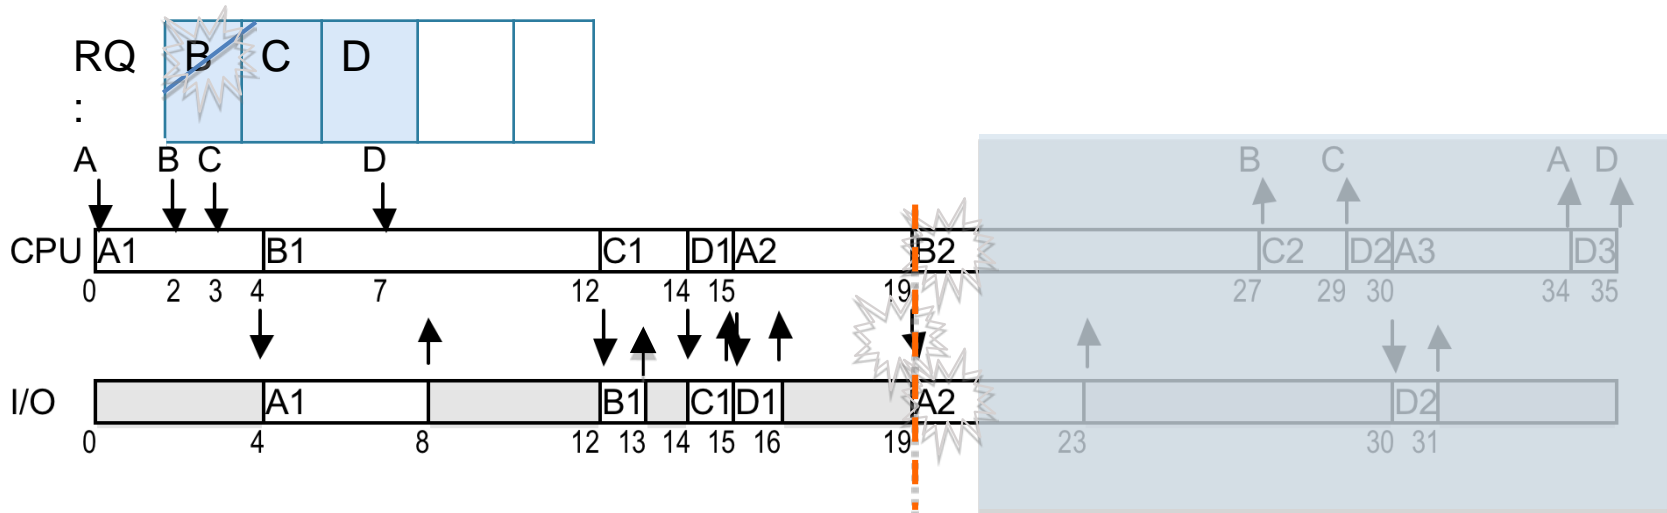 RQ B C D
:
A B C D B C A D
CPU A1 B1 C1 D1 A2 B2 C2 D2 A3 D3
0 2 3 4 7 12 14 15 19 27 29 30 34 35
I/O A1 B1 C1 D1 A2 D2
0 4 8 12 13 14 15 16 19 23 30 31